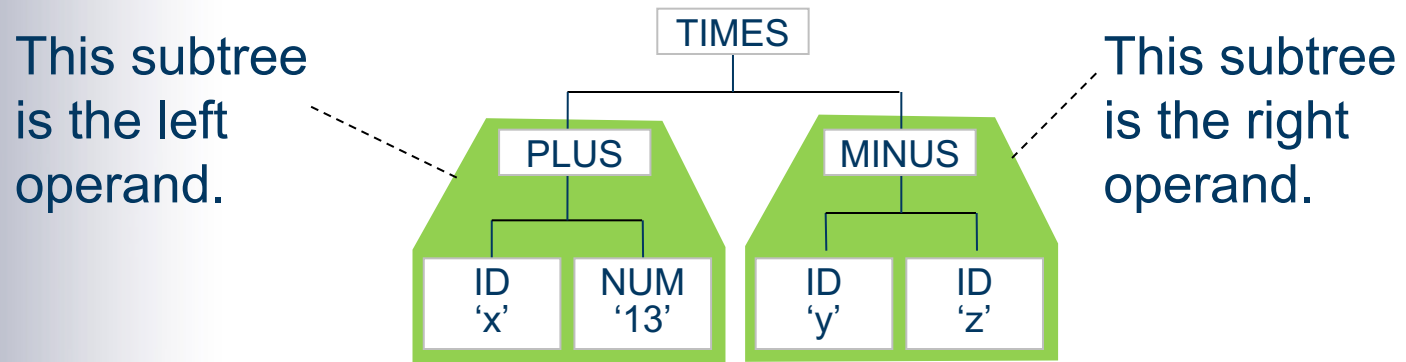 TIMES
This subtree
is the left
operand.
This subtree
is the right
operand.
PLUS
MINUS
ID
‘x’
NUM
‘13’
ID
‘y’
ID
‘z’